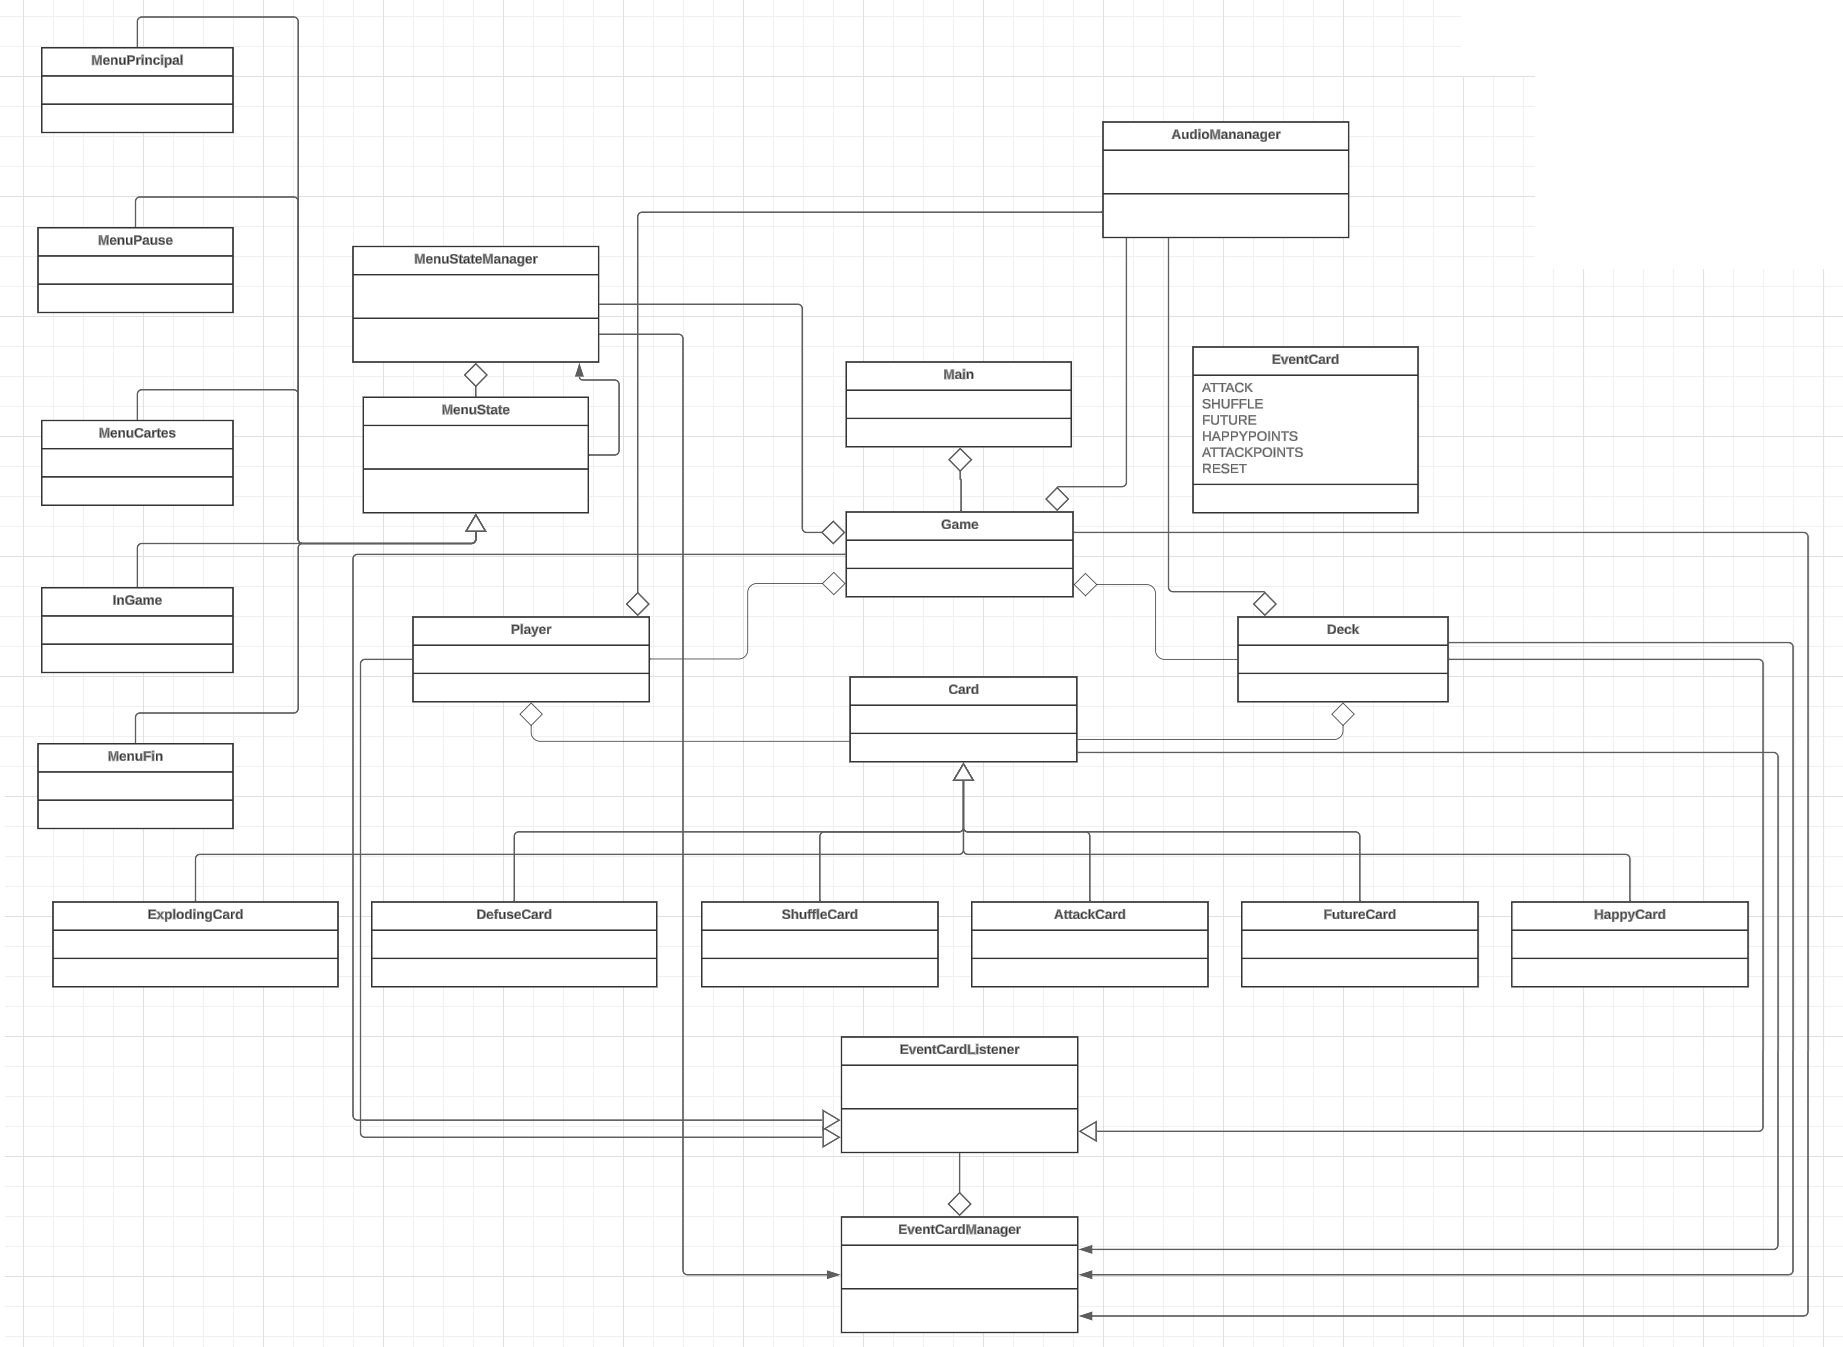 MenuPrincipal
AudioMananager
MenuPause
MenuStateManager
EventCard
ATTACK
SHUFFLE
FUTURE
HAPPYPOINTS
ATTACKPOINTS
RESET
Main
MenuState
MenuCartes
Game
InGame
Player
Deck
Card
MenuFin
ExplodingCard
DefuseCard
ShuffleCard
AttackCard
FutureCard
HappyCard
EventCardListener
EventCardManager